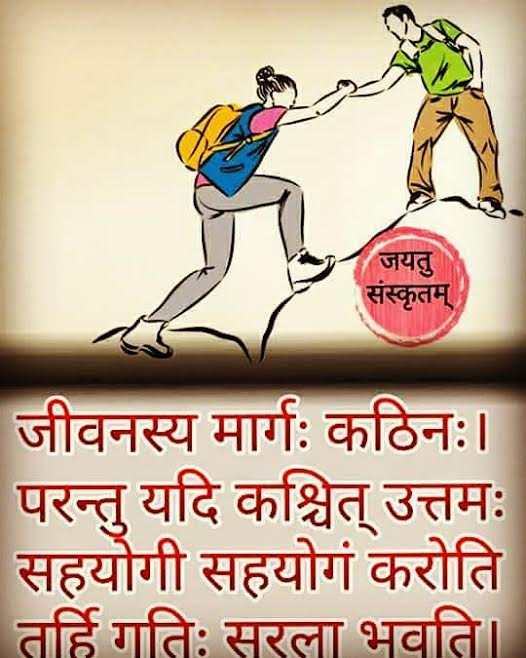 जयतु
संस्कृतम्
जीवनस्य मार्गः कठिनः।
परन्तु यदि कश्चित् उत्तमः
सहयोगी सहयोगं करोति
तर्हि गतिः सरला भवति।